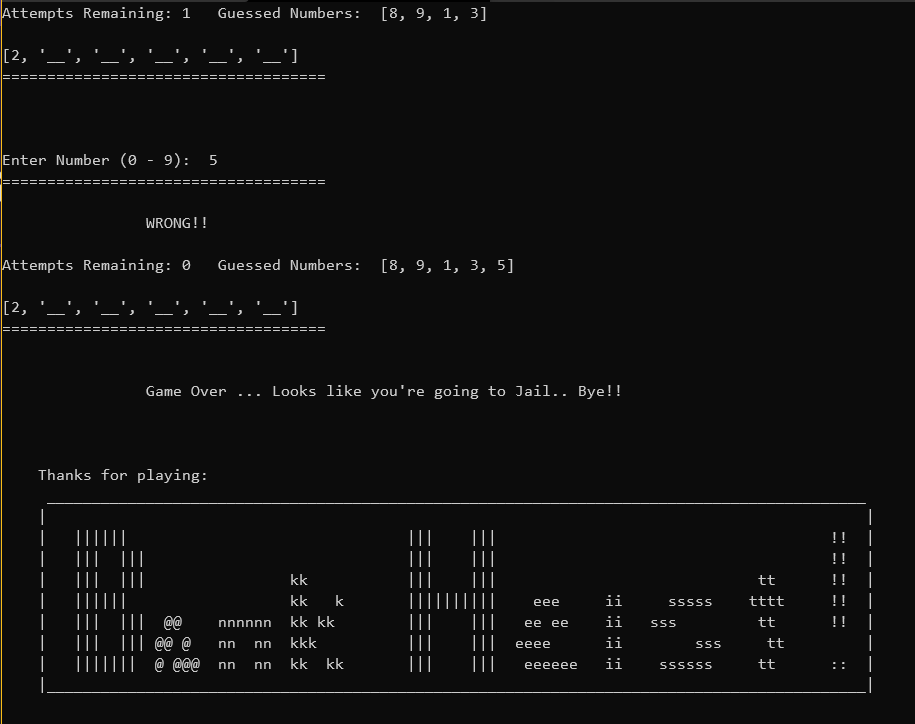 Attempts Remaining: 1   Guessed Numbers:  [8, 9, 1, 3]
[2, '__', '__', '__', '__', '__']
====================================
Enter Number (0 - 9):  5
====================================
                WRONG!!
Attempts Remaining: 0   Guessed Numbers:  [8, 9, 1, 3, 5]
[2, '__', '__', '__', '__', '__']
====================================
                Game Over ... Looks like you're going to Jail.. Bye!!
    Thanks for playing:
     ___________________________________________________________________________________________
    |                                                                                           |
    |   ||||||                               |||    |||                                     !!  |
    |   |||  |||                             |||    |||                                     !!  |
    |   |||  |||                kk           |||    |||                             tt      !!  |
    |   ||||||                  kk   k       ||||||||||    eee     ii     sssss    tttt     !!  |
    |   |||  |||  @@    nnnnnn  kk kk        |||    |||   ee ee    ii   sss         tt      !!  |
    |   |||  ||| @@ @   nn  nn  kkk          |||    |||  eeee      ii        sss     tt         |
    |   |||||||  @ @@@  nn  nn  kk  kk       |||    |||   eeeeee   ii    ssssss     tt      ::  |
    |___________________________________________________________________________________________|